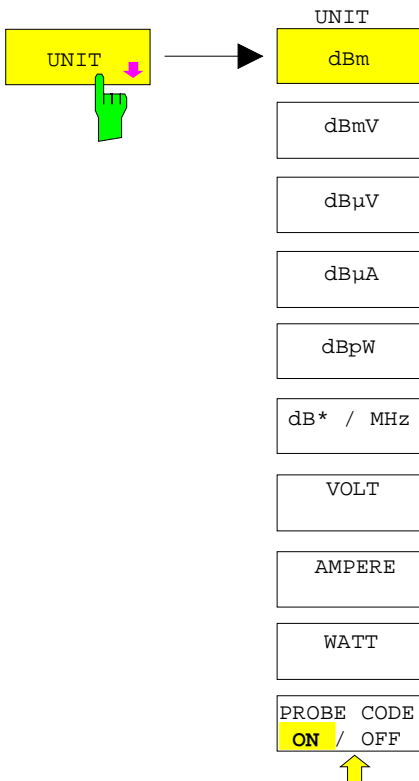 UNIT
UNIT
dBm
dBmV
dBµV
dBµA
dBpW
dB* / MHz
VOLT
AMPERE
WATT
PROBE CODE
ON / OFF